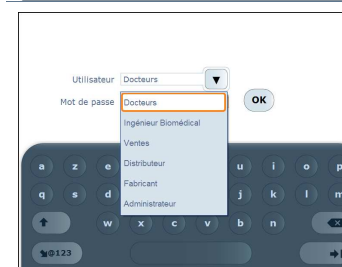 Utilisateur Docteurs
Mot de passe Docteurs OK
Ingénieur Biomédical
Ventes
Distributeur
Fabricant
Administrateur
a z e u i o p
q s d j k l m
w x c v b n
@123